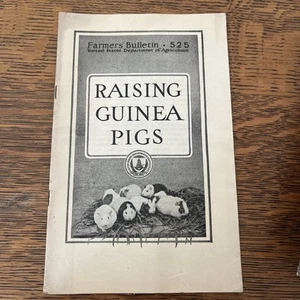 Farmers' Bulletin • 525
United States Department of Agriculture
RAISING
GUINEA
PIGS